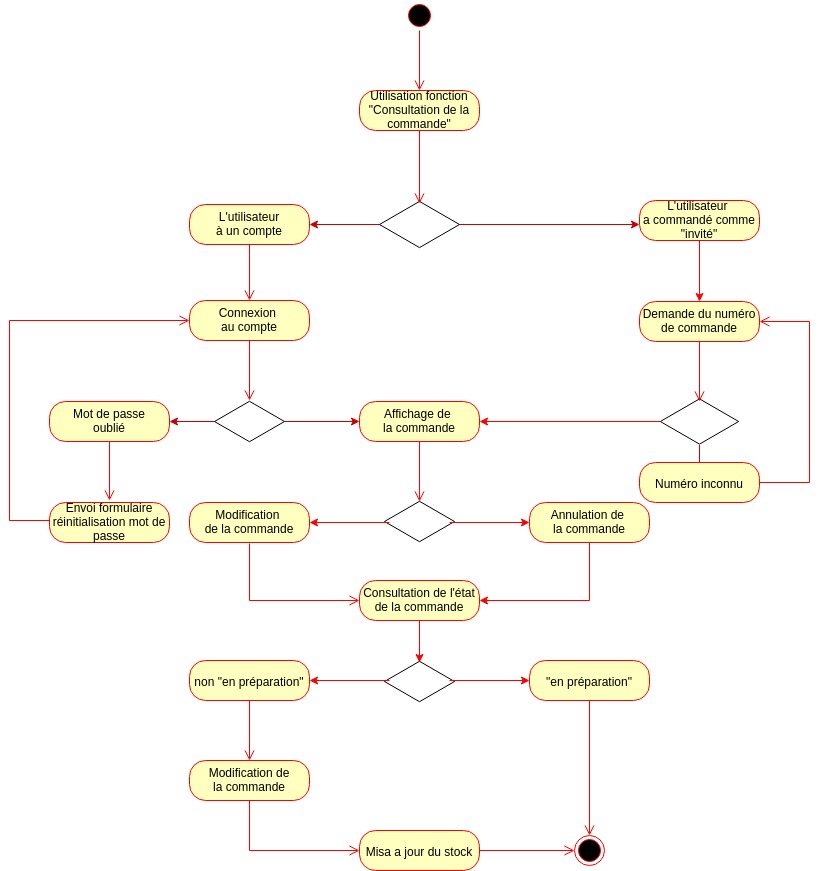 Utilisation fonction
"Consultation de la
commande"
L'utilisateur
à un compte
L'utilisateur
a commandé comme
"invité"
Connexion
au compte
Demande du numéro
de commande
Mot de passe
oublié
Affichage de
la commande
Numéro inconnu
Envoi formulaire
réinitialisation mot de
passe
Modification
de la commande
Annulation de
la commande
Consultation de l'état
de la commande
non "en préparation"
"en préparation"
Modification de
la commande
Misa a jour du stock